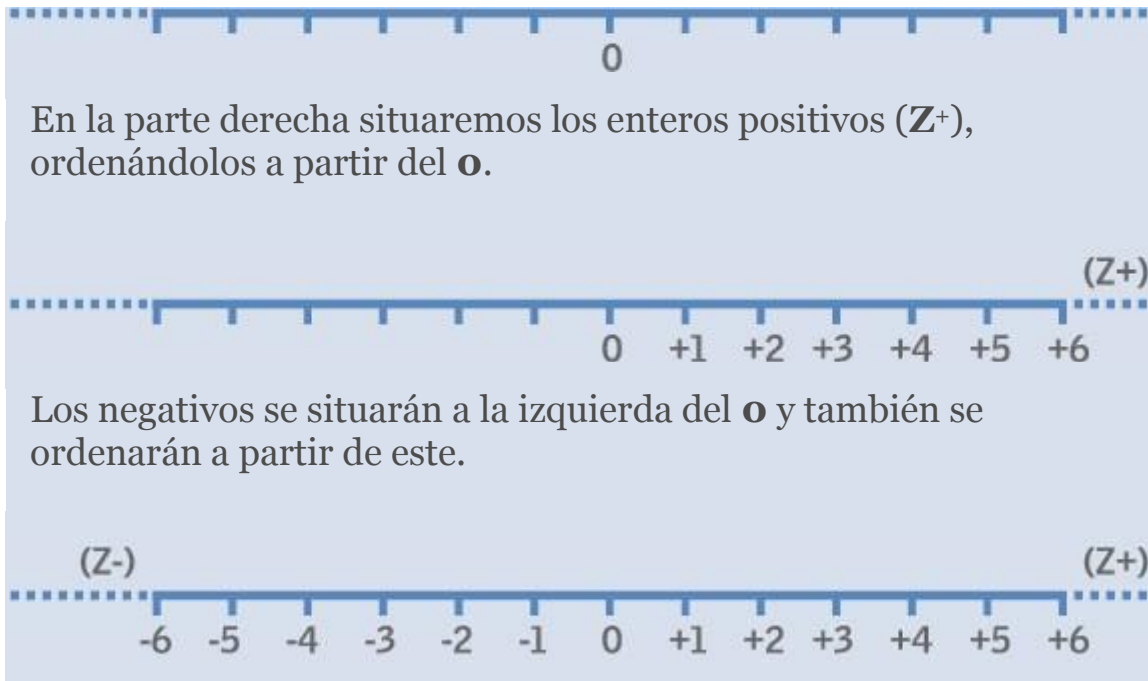 0
En la parte derecha situaremos los enteros positivos (Z⁺),
ordenándolos a partir del 0.
(Z+)
0 +1 +2 +3 +4 +5 +6
Los negativos se situarán a la izquierda del 0 y también se
ordenarán a partir de este.
(Z-) (Z+)
-6 -5 -4 -3 -2 -1 0 +1 +2 +3 +4 +5 +6